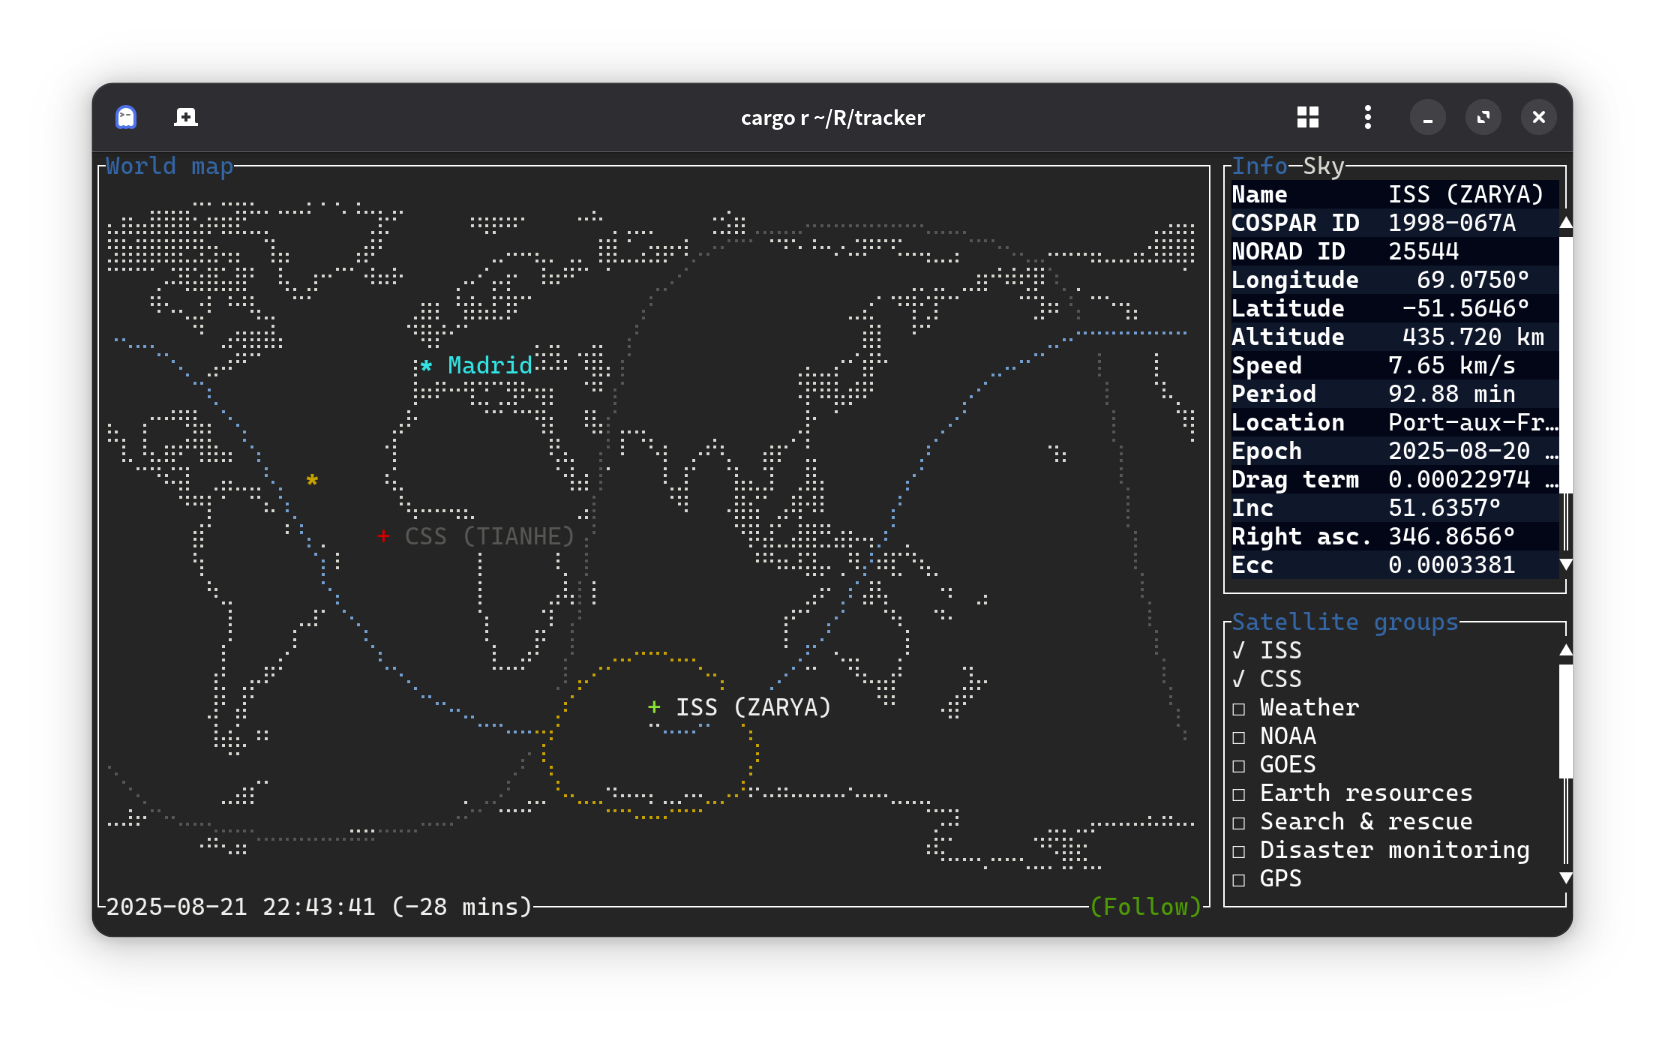 cargo r ~/R/tracker
World map
* Madrid
*
+ CSS (TIANHE)
+ ISS (ZARYA)
2025-08-21 22:43:41 (-28 mins)
(Follow)
Info Sky
Name ISS (ZARYA)
COSPAR ID 1998-067A
NORAD ID 25544
Longitude 69.0750°
Latitude -51.5646°
Altitude 435.720 km
Speed 7.65 km/s
Period 92.88 min
Location Port-aux-Fr…
Epoch 2025-08-20 …
Drag term 0.00022974 …
Inc 51.6357°
Right asc. 346.8656°
Ecc 0.0003381
Satellite groups
√ ISS
√ CSS
□ Weather
□ NOAA
□ GOES
□ Earth resources
□ Search & rescue
□ Disaster monitoring
□ GPS